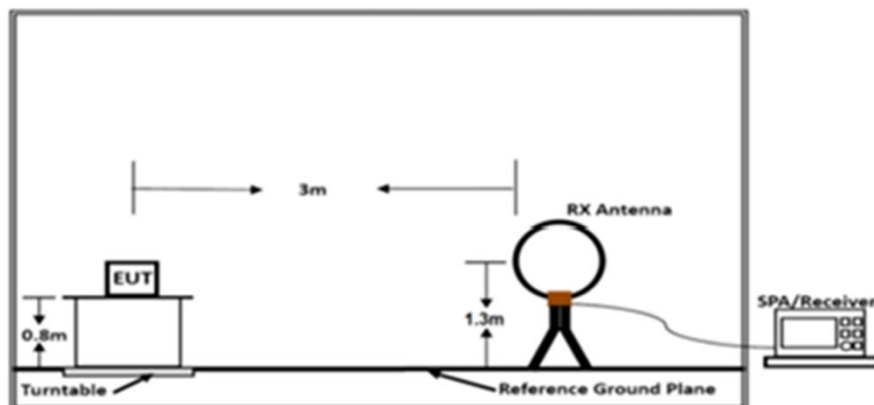 3m
RX Antenna
EUT
SPA/Receiver
1.3m
0.8m
Turntable
Reference Ground Plane